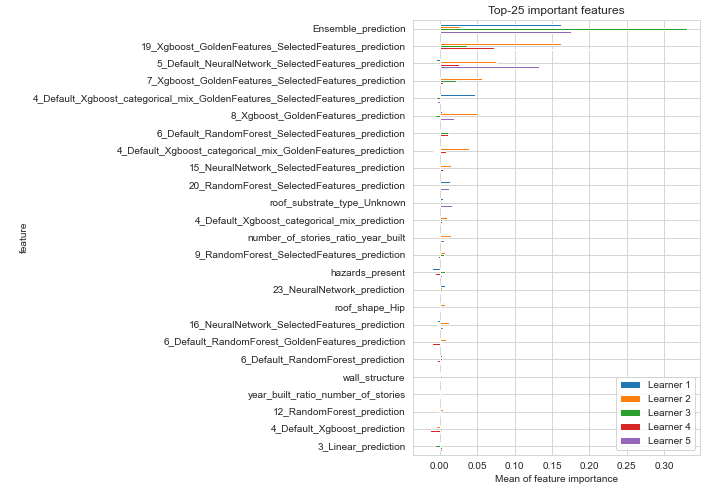 Top-25 important features
Ensemble_prediction
19_Xgboost_GoldenFeatures_SelectedFeatures_prediction
5_Default_NeuralNetwork_SelectedFeatures_prediction
7_Xgboost_GoldenFeatures_SelectedFeatures_prediction
4_Default_Xgboost_categorical_mix_GoldenFeatures_SelectedFeatures_prediction
8_Xgboost_GoldenFeatures_prediction
6_Default_RandomForest_SelectedFeatures_prediction
4_Default_Xgboost_categorical_mix_GoldenFeatures_prediction
15_NeuralNetwork_SelectedFeatures_prediction
20_RandomForest_SelectedFeatures_prediction
roof_substrate_type_Unknown
4_Default_Xgboost_categorical_mix_prediction
number_of_stories_ratio_year_built
9_RandomForest_SelectedFeatures_prediction
hazards_present
23_NeuralNetwork_prediction
roof_shape_Hip
16_NeuralNetwork_SelectedFeatures_prediction
6_Default_RandomForest_GoldenFeatures_prediction
6_Default_RandomForest_prediction
wall_structure
year_built_ratio_number_of_stories
12_RandomForest_prediction
4_Default_Xgboost_prediction
3_Linear_prediction
feature
Learner 1
Learner 2
Learner 3
Learner 4
Learner 5
0.00 0.05 0.10 0.15 0.20 0.25 0.30
Mean of feature importance